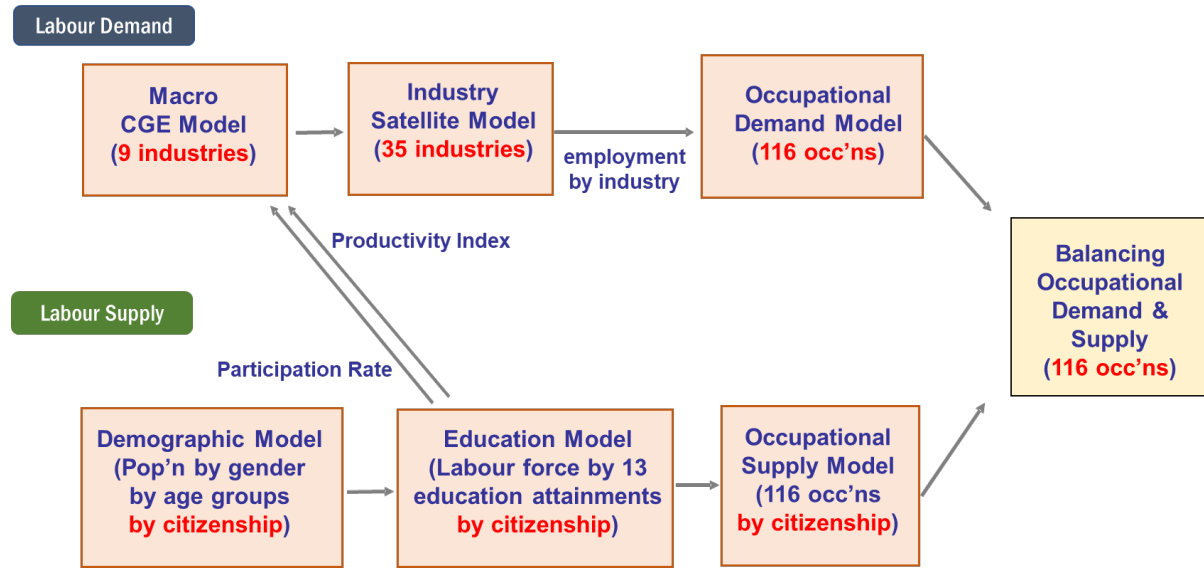 Labour Demand
Macro
CGE Model
(9 industries)
Industry
Satellite Model
(35 industries)
employment
by industry
Occupational
Demand Model
(116 occ'ns)
Productivity Index
Balancing
Occupational
Demand &
Supply
(116 occ'ns)
Labour Supply
Participation Rate
Demographic Model
(Pop'n by gender
by age groups
by citizenship)
Education Model
(Labour force by 13
education attainments
by citizenship)
Occupational
Supply Model
(116 occ'ns
by citizenship)